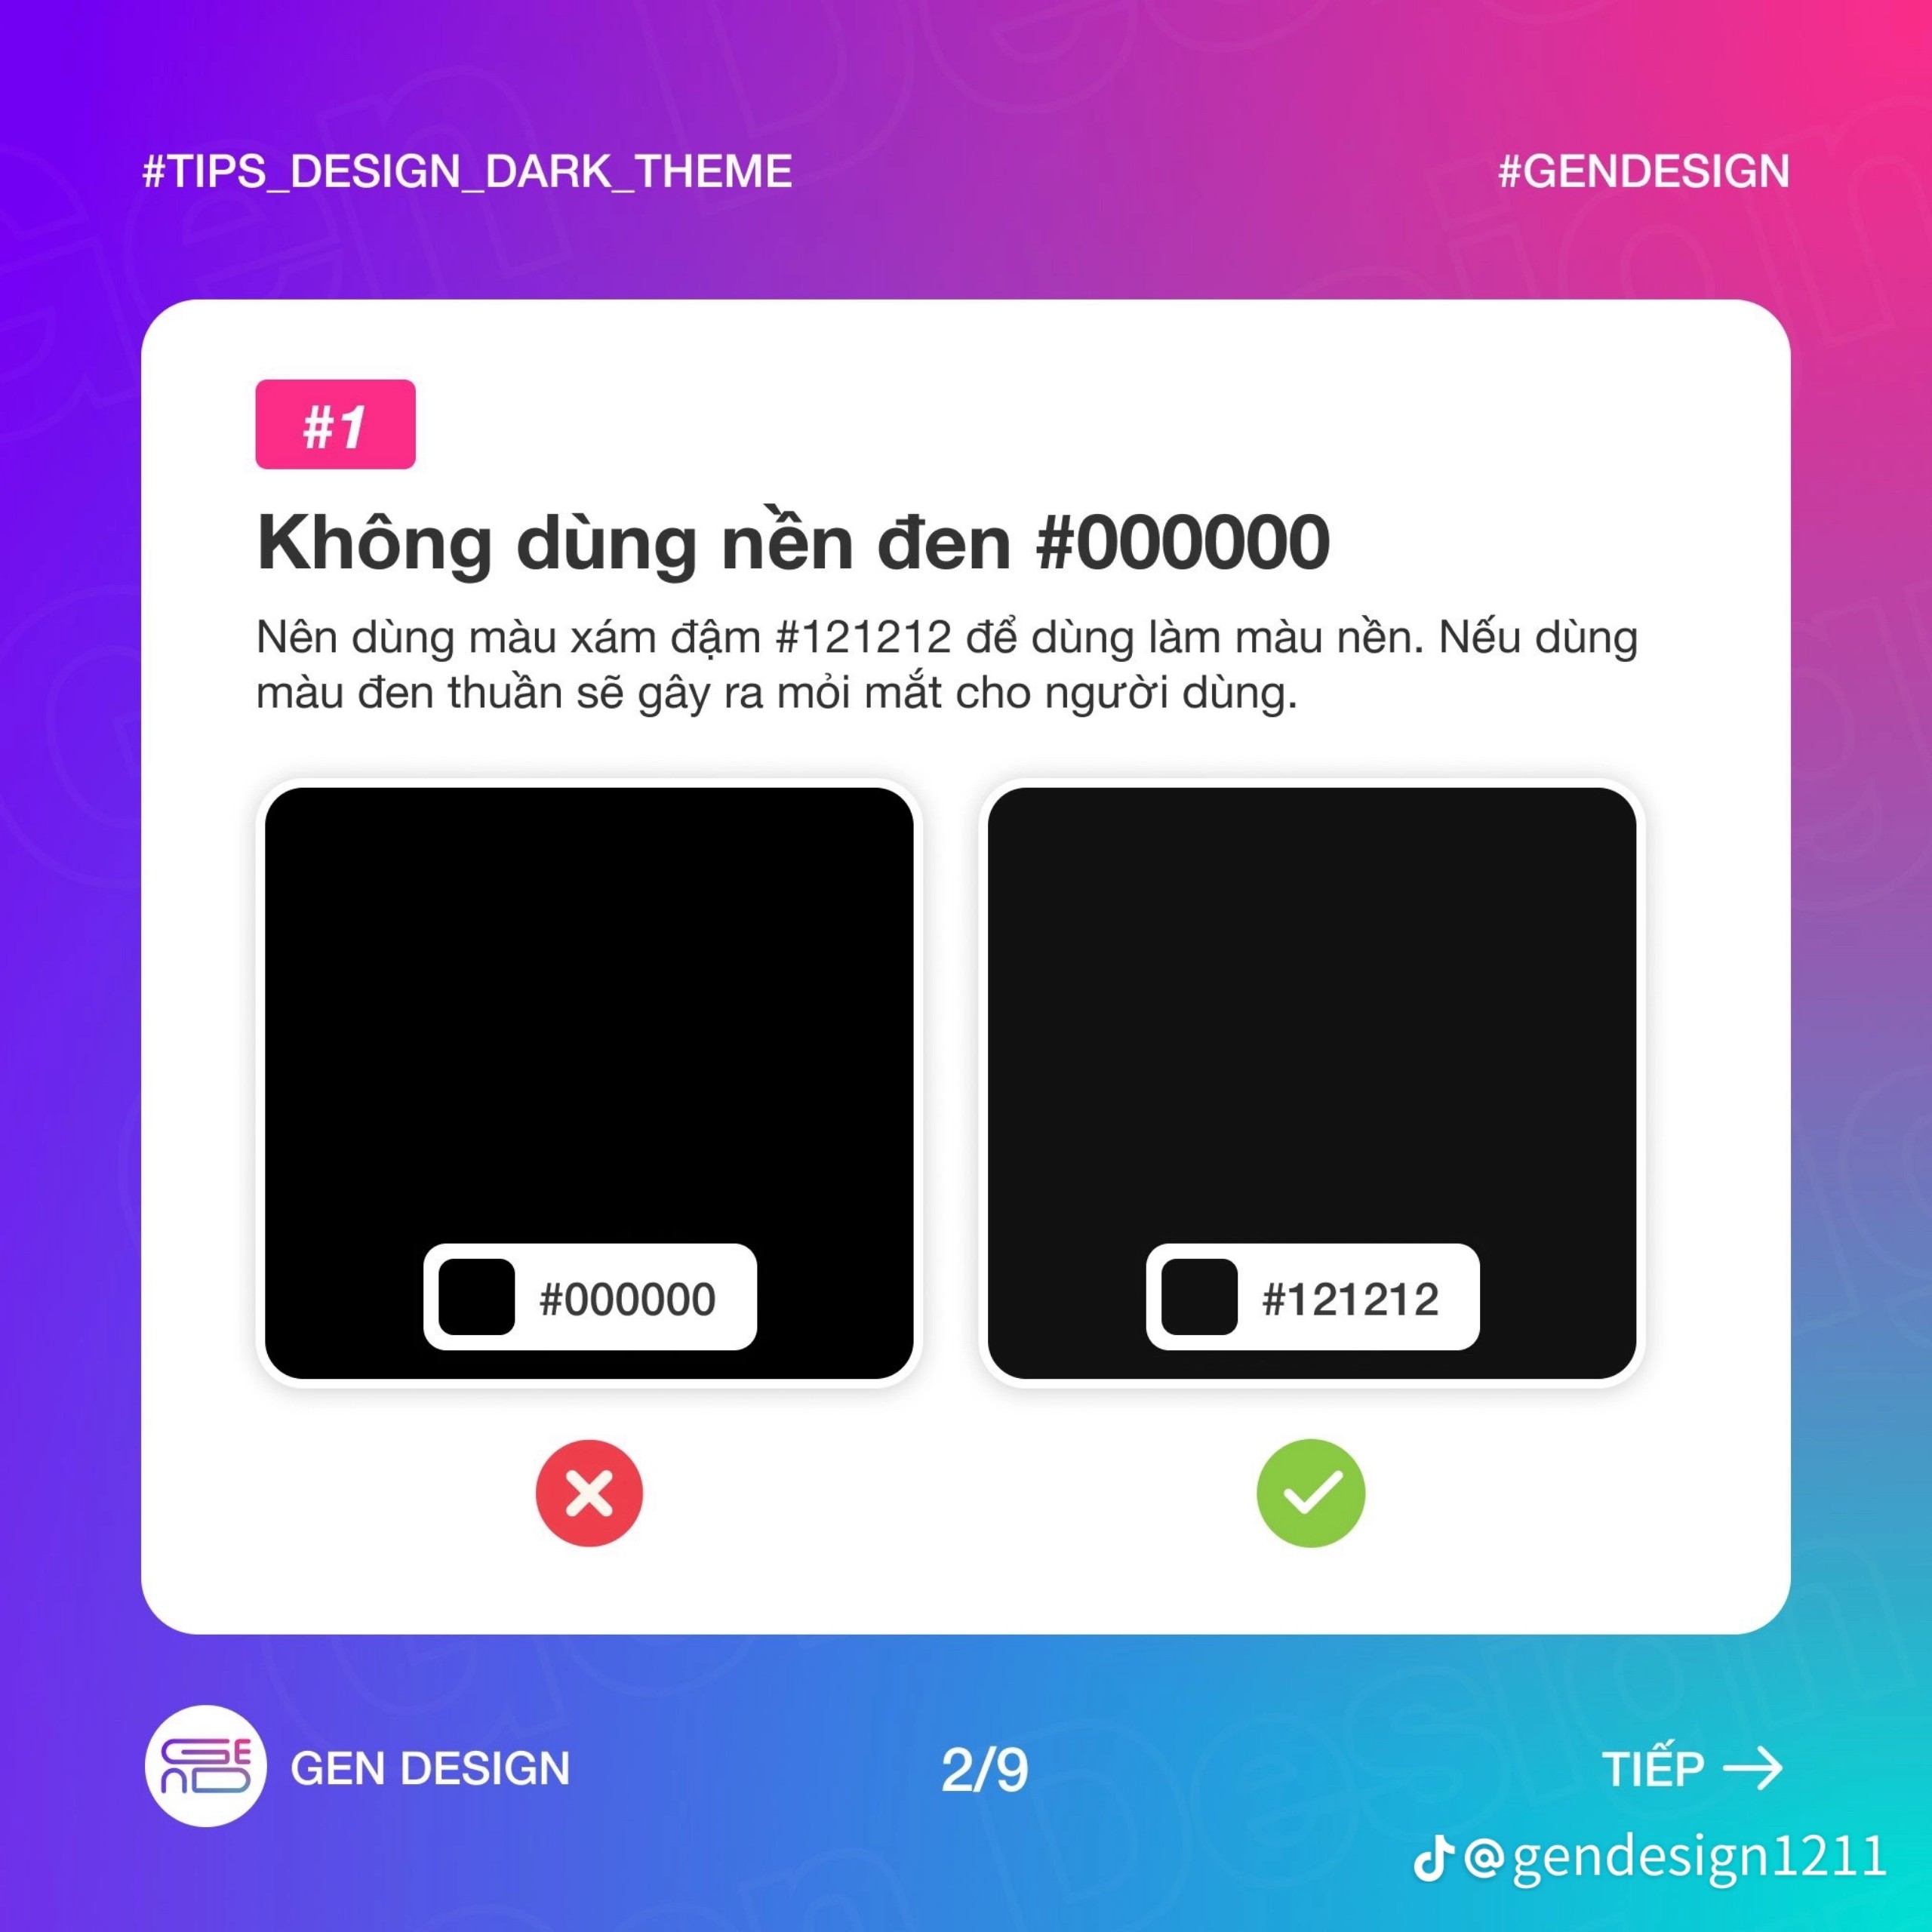 #TIPS_DESIGN_DARK_THEME
#GENDESIGN
#1
Không dùng nền đen #000000
Nên dùng màu xám đậm #121212 để dùng làm màu nền. Nếu dùng
màu đen thuần sẽ gây ra mỏi mắt cho người dùng.
#000000
#121212
GEN DESIGN
2/9
TIẾP
@gendesign1211